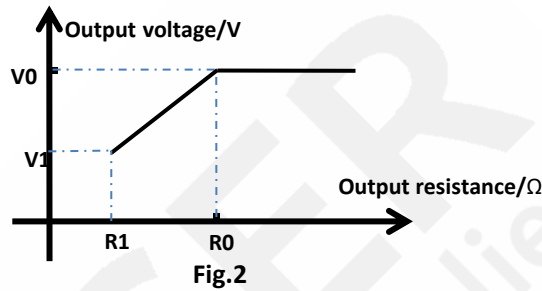 Output voltage/V
V0
V1
Output resistance/Ω
R1 R0
Fig.2